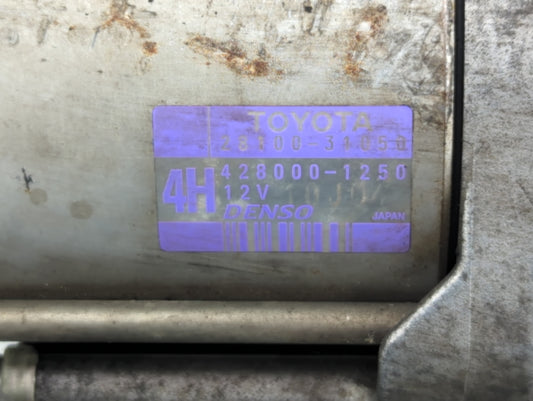 TOYOTA
28100-31050
4H
428000-1250
12V
DENSO
JAPAN